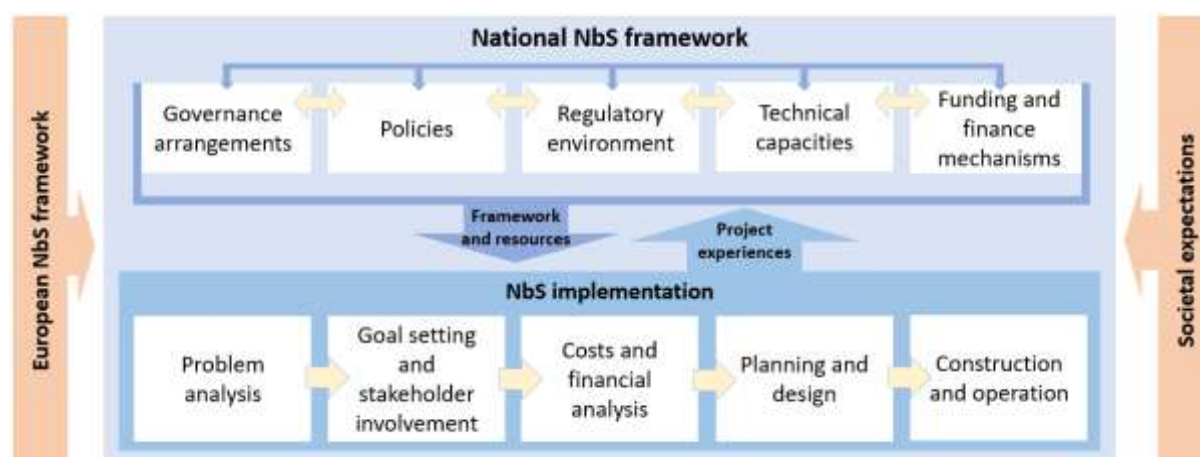 European NbS framework
National NbS framework
Governance
arrangements
Policies
Regulatory
environment
Technical
capacities
Funding and
finance
mechanisms
Framework
and resources
Project
experiences
NbS implementation
Problem
analysis
Goal setting
and
stakeholder
involvement
Costs and
financial
analysis
Planning and
design
Construction
and operation
Societal expectations